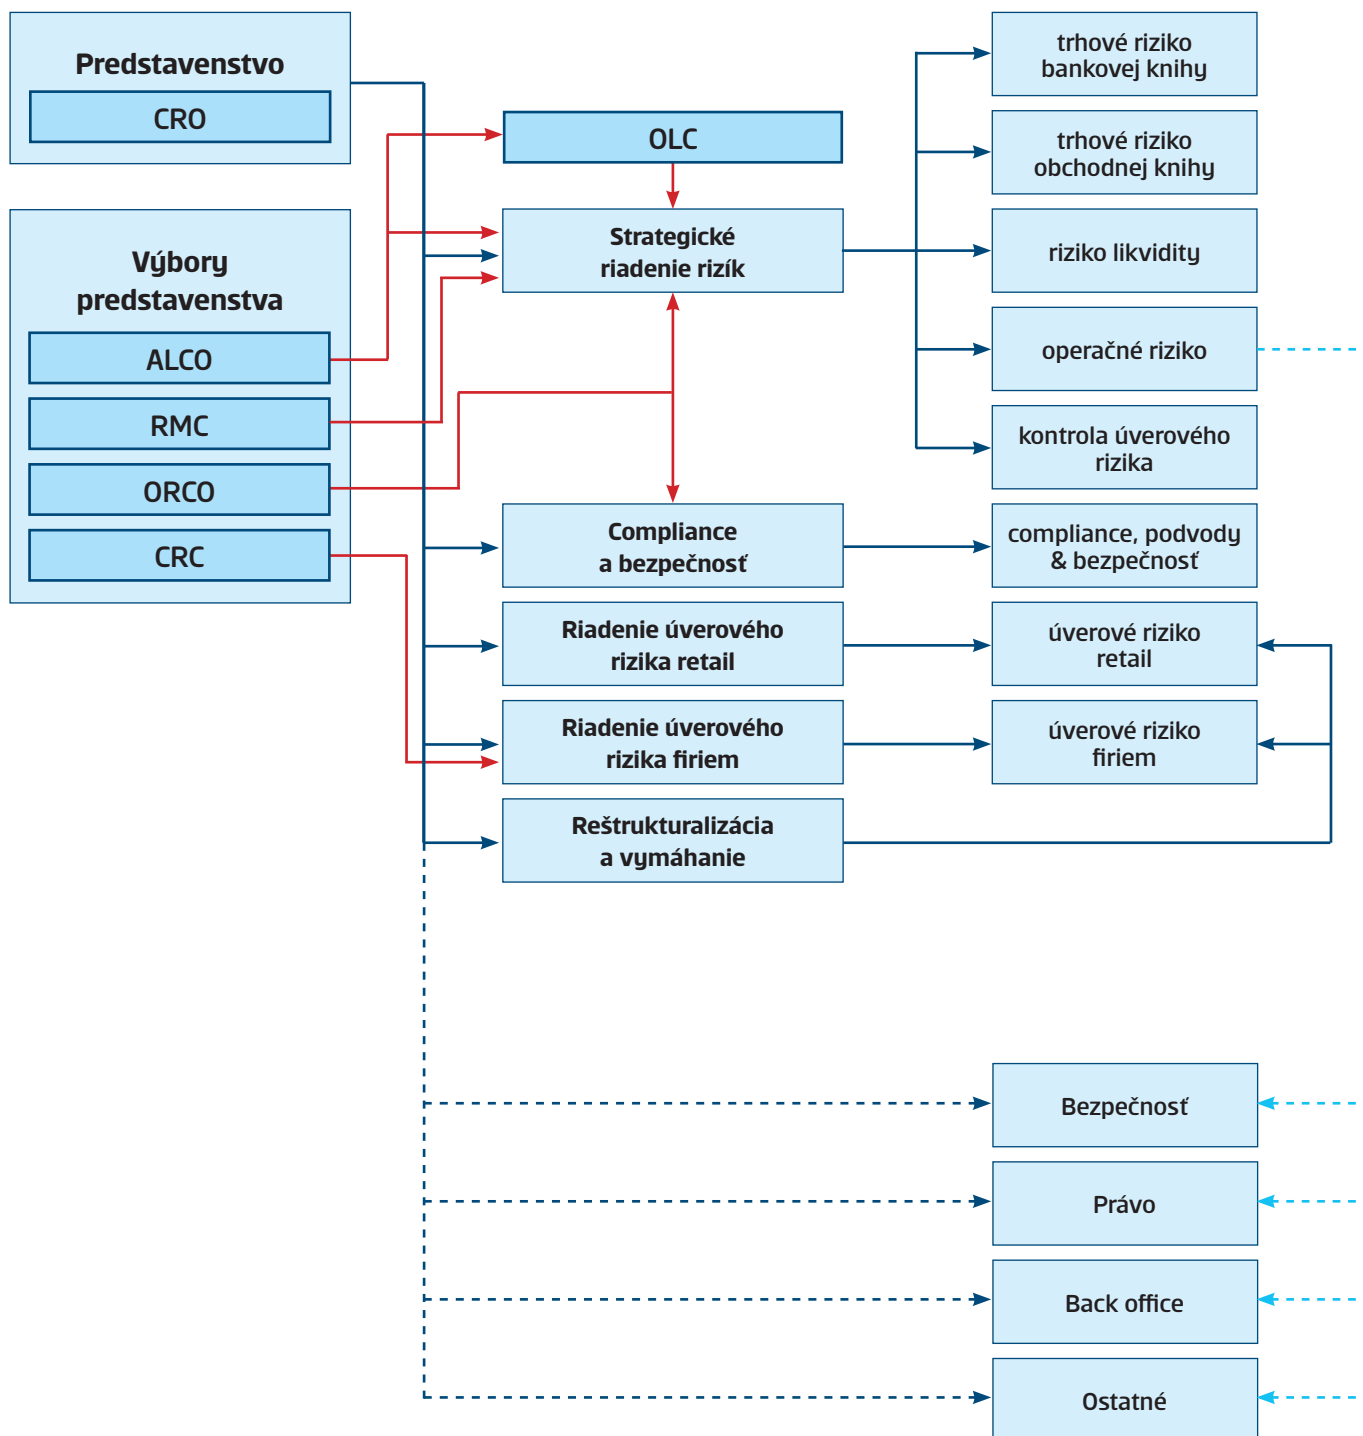 Predstavenstvo
CRO
Výbory
predstavenstva
ALCO
RMC
ORCO
CRC
OLC
Strategické
riadenie rizík
Compliance
a bezpečnosť
Riadenie úverového
rizika retail
Riadenie úverového
rizika firiem
Reštrukturalizácia
a vymáhanie
trhové riziko
bankovej knihy
trhové riziko
obchodnej knihy
riziko likvidity
operačné riziko
kontrola úverového
rizika
compliance, podvody
& bezpečnosť
úverové riziko
retail
úverové riziko
firiem
Bezpečnosť
Právo
Back office
Ostatné